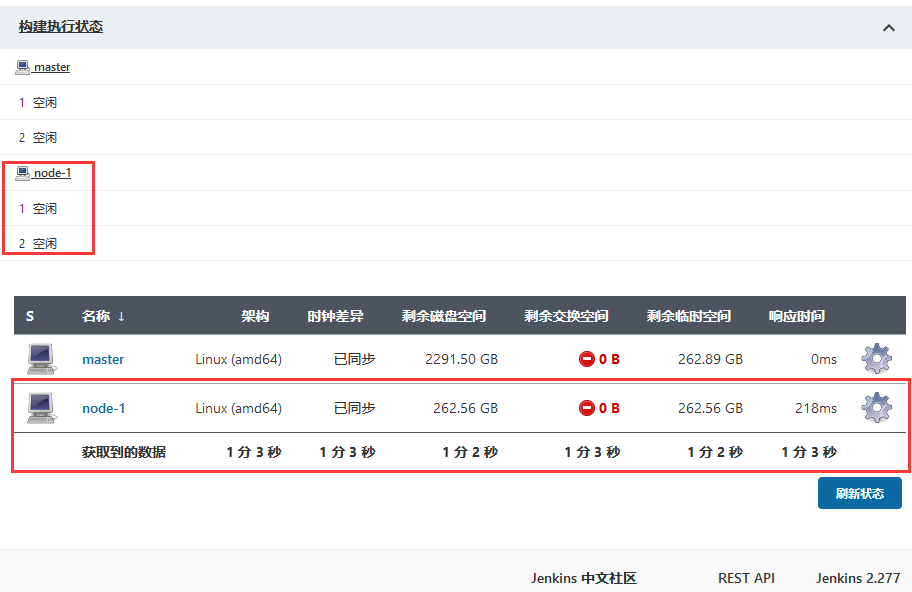 构建执行状态
master
1 空闲
2 空闲
node-1
1 空闲
2 空闲
S 名称 ↓ 架构 时钟差异 剩余磁盘空间 剩余交换空间 剩余临时空间 响应时间
master Linux (amd64) 已同步 2291.50 GB 0 B 262.89 GB 0ms
node-1 Linux (amd64) 已同步 262.56 GB 0 B 262.56 GB 218ms
获取到的数据 1 分 3 秒 1 分 3 秒 1 分 2 秒 1 分 3 秒 1 分 2 秒 1 分 3 秒
刷新状态
Jenkins 中文社区 REST API Jenkins 2.277